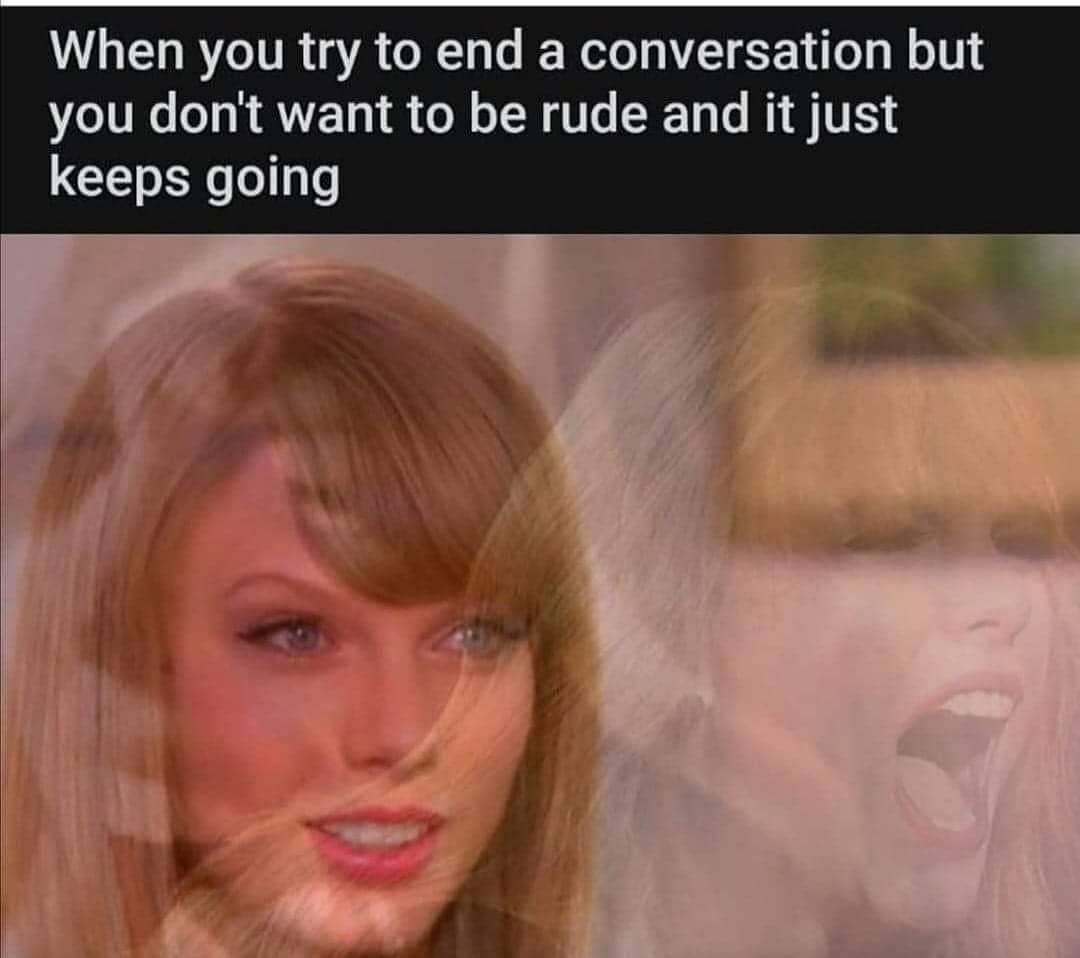 When you try to end a conversation but
you don't want to be rude and it just
keeps going